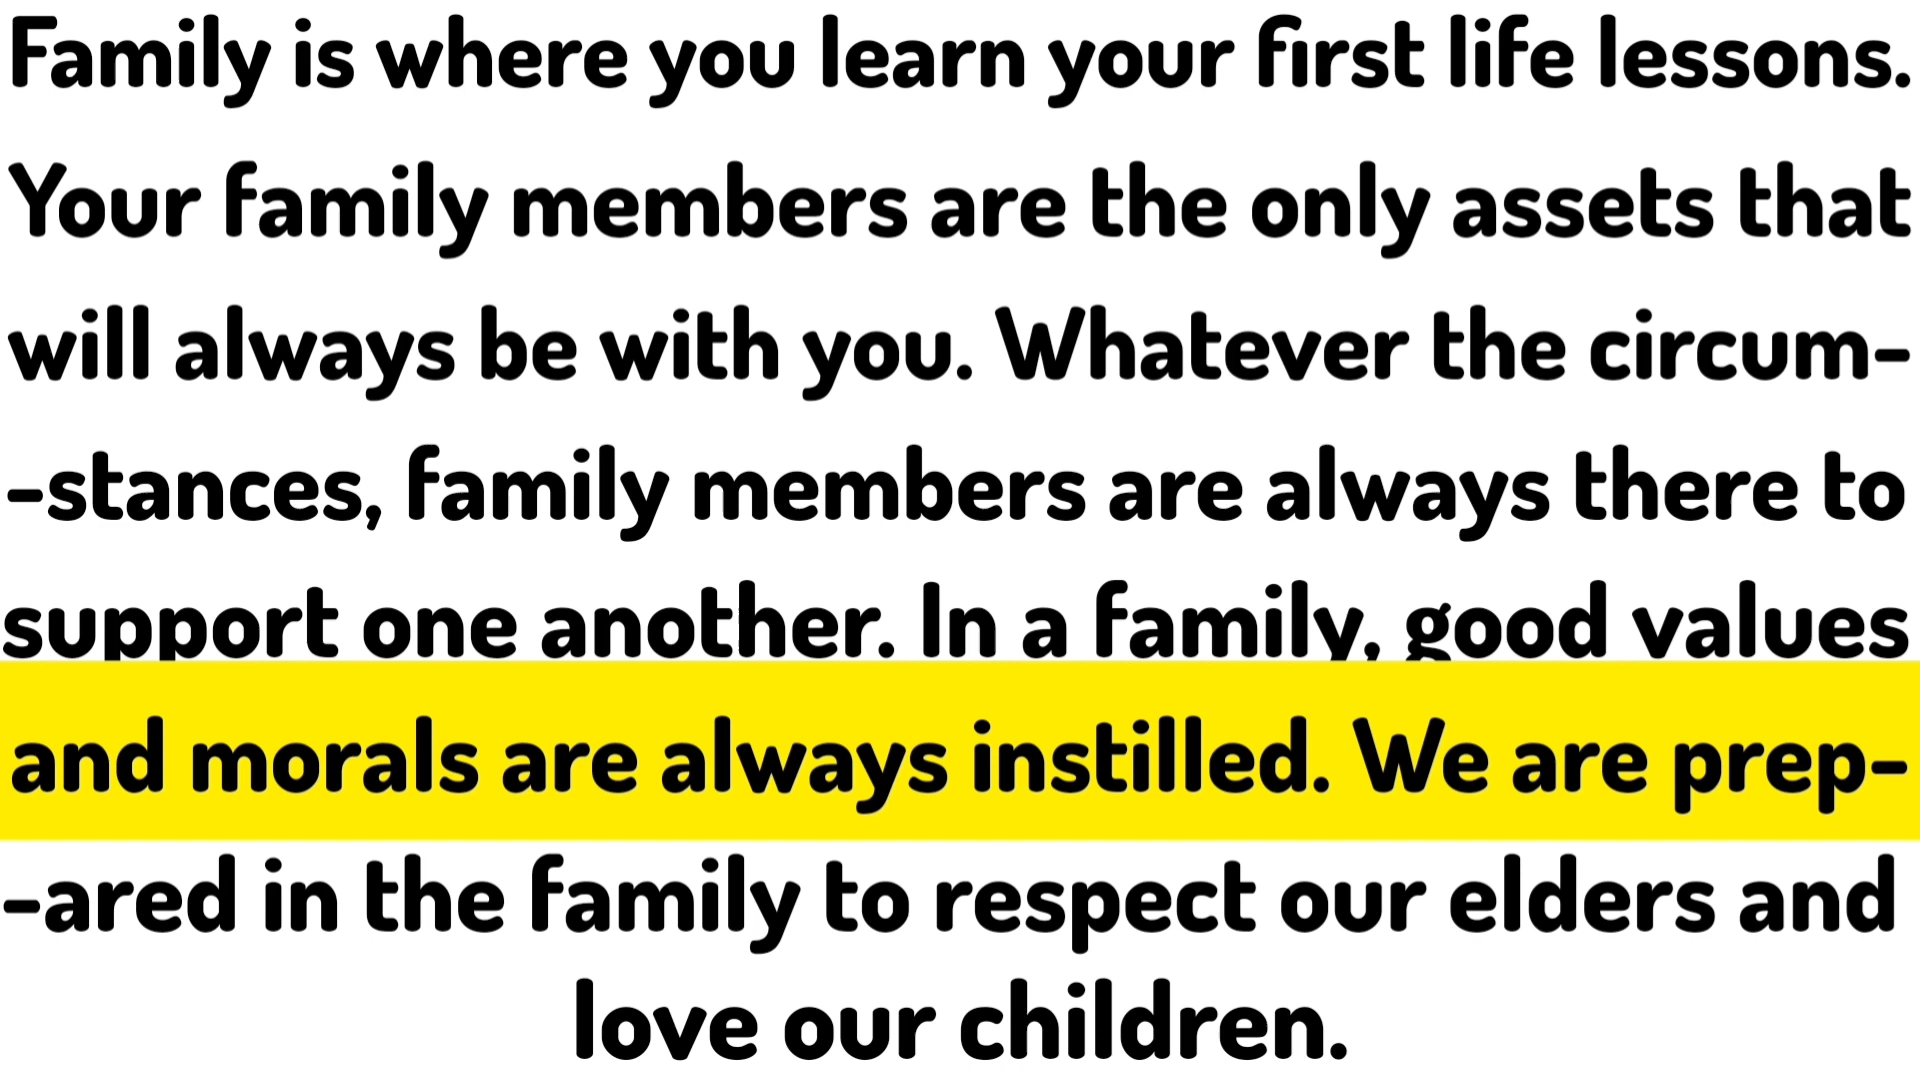 Family is where you learn your first life lessons.
Your family members are the only assets that
will always be with you. Whatever the circum-
-stances, family members are always there to
support one another. In a family, good values
and morals are always instilled. We are prep-
-ared in the family to respect our elders and
love our children.